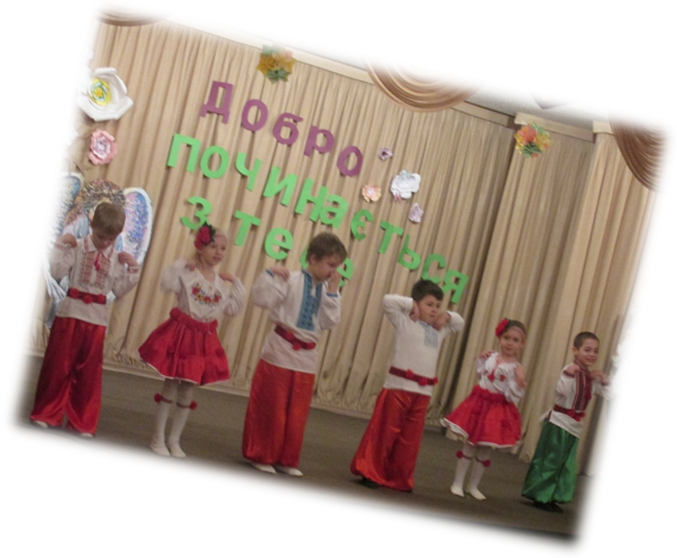 Добро
починається
з тебе